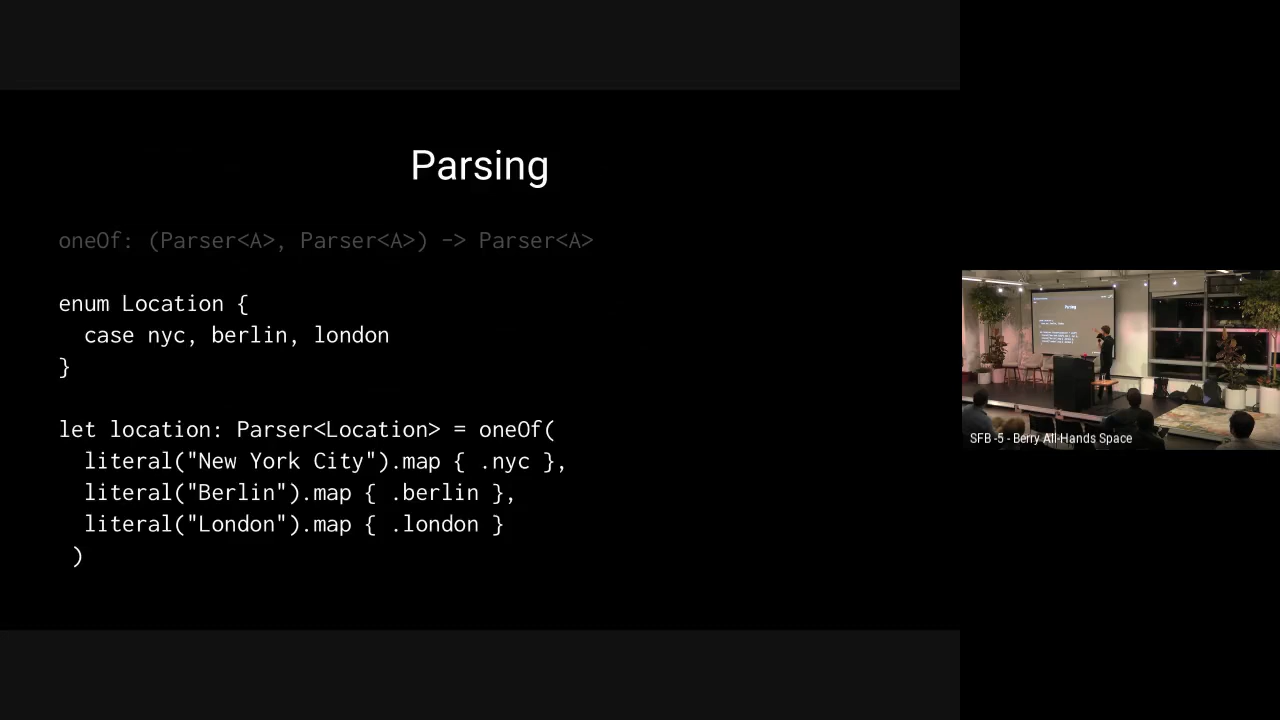 Parsing
oneOf: (Parser<A>, Parser<A>) -> Parser<A>
enum Location {
  case nyc, berlin, london
}
let location: Parser<Location> = oneOf(
  literal("New York City").map { .nyc },
  literal("Berlin").map { .berlin },
  literal("London").map { .london }
 )
SFB -5 - Berry All-Hands Space